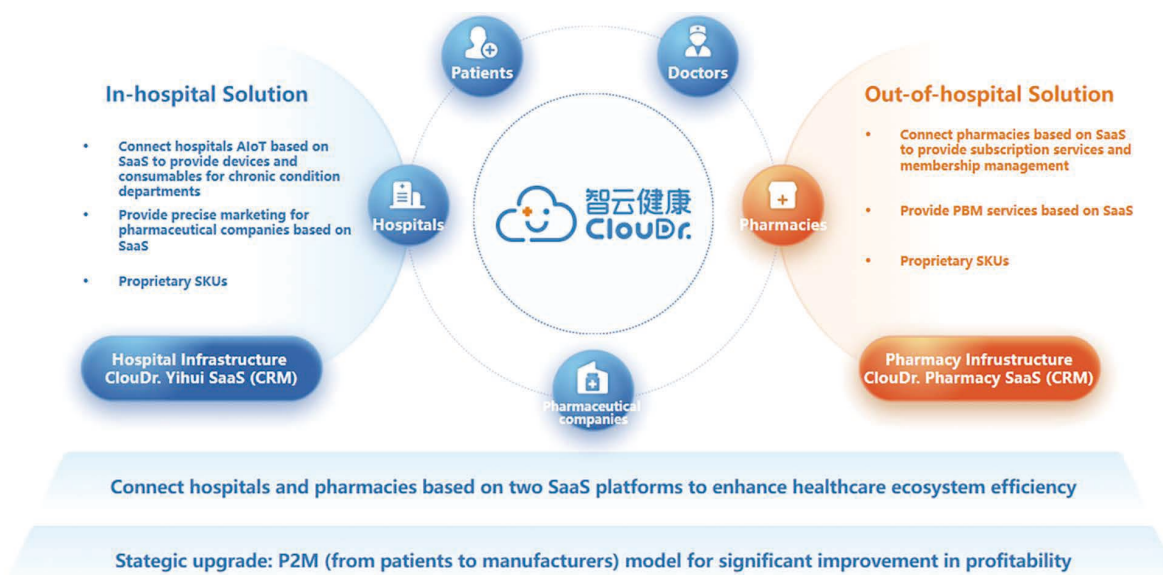 Patients
Doctors
In-hospital Solution
• Connect hospitals AIoT based on
SaaS to provide devices and
consumables for chronic condition
departments
• Provide precise marketing for
pharmaceutical companies based on
SaaS
• Proprietary SKUs
Hospital Infrastructure
ClouDr. Yihui SaaS (CRM)
Hospitals
智云健康
ClouDr.
Pharmacies
Out-of-hospital Solution
• Connect pharmacies based on SaaS
to provide subscription services and
membership management
• Provide PBM services based on SaaS
• Proprietary SKUs
Pharmacy Infrustructure
ClouDr. Pharmacy SaaS (CRM)
Pharmaceutical
companies
Connect hospitals and pharmacies based on two SaaS platforms to enhance healthcare ecosystem efficiency
Stategic upgrade: P2M (from patients to manufacturers) model for significant improvement in profitability